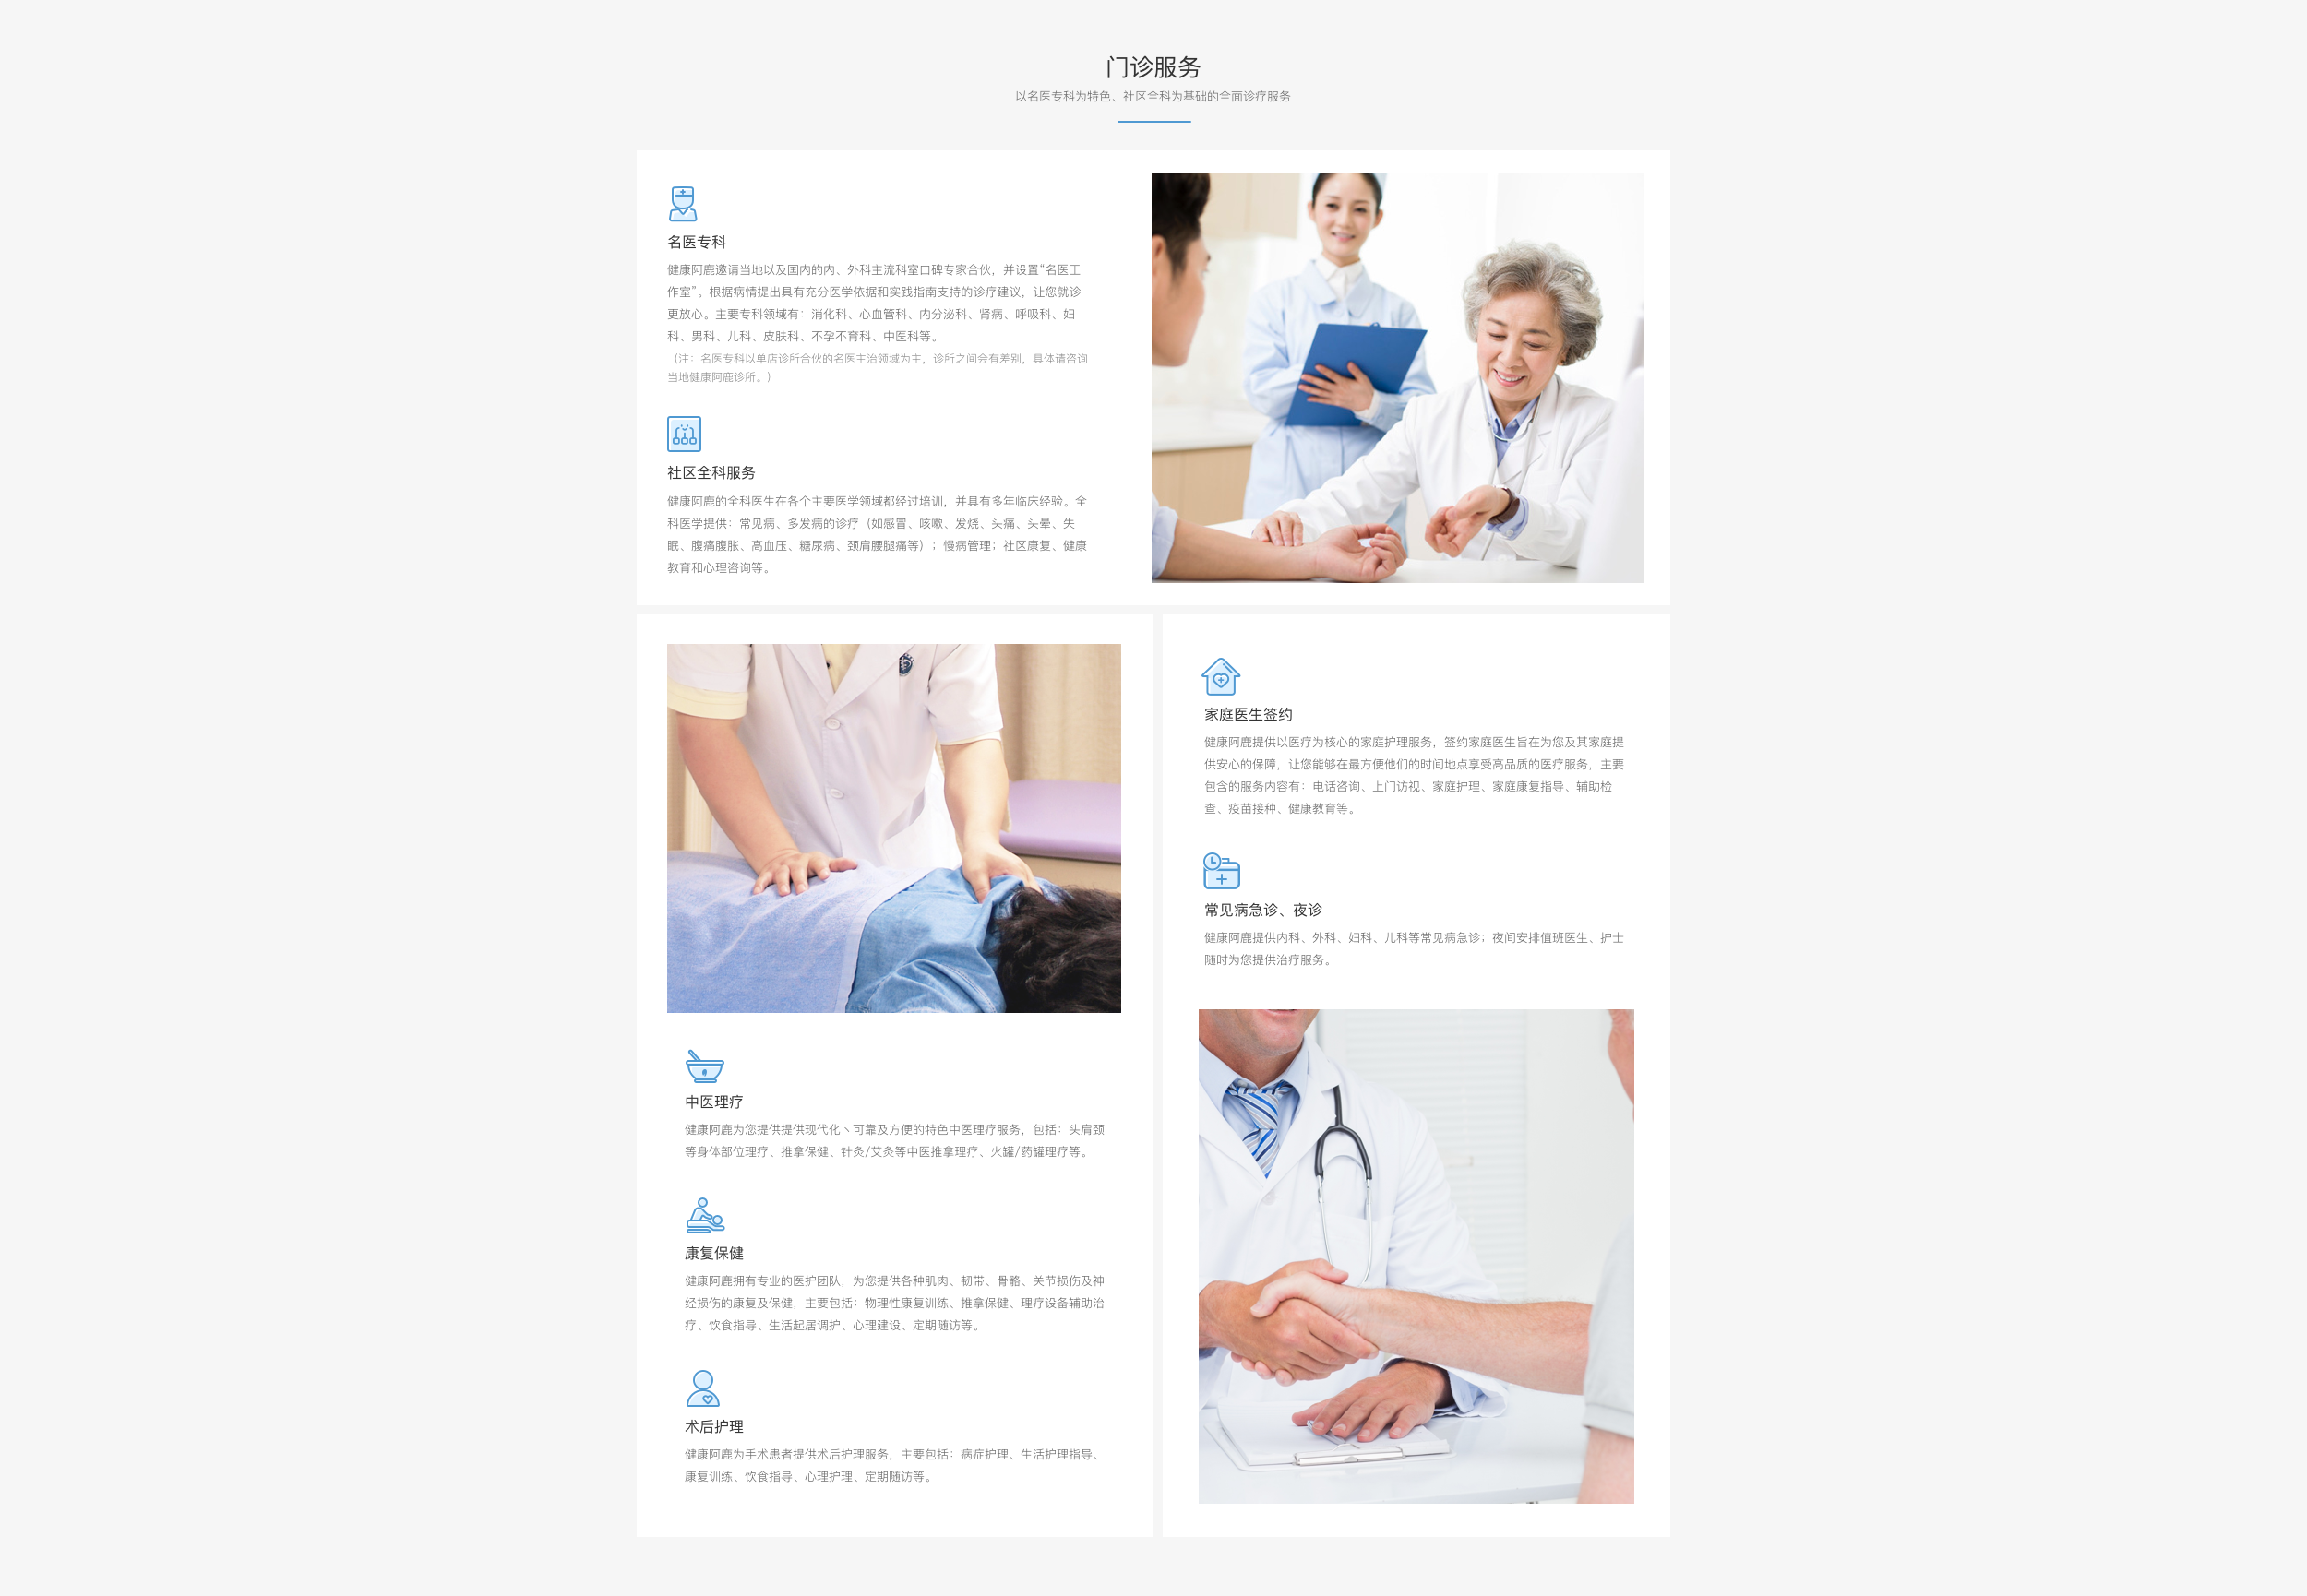 门诊服务
以名医专科为特色、社区全科为基础的全面诊疗服务
名医专科
健康阿鹿邀请当地以及国内的内、外科主流科室口碑专家合伙，并设置“名医工
作室”。根据病情提出具有充分医学依据和实践指南支持的诊疗建议，让您就诊
更放心。主要专科领域有：消化科、心血管科、内分泌科、肾病、呼吸科、妇
科、男科、儿科、皮肤科、不孕不育科、中医科等。
（注：名医专科以单店诊所合伙的名医主治领域为主，诊所之间会有差别，具体请咨询
当地健康阿鹿诊所。）
社区全科服务
健康阿鹿的全科医生在各个主要医学领域都经过培训，并具有多年临床经验。全
科医学提供：常见病、多发病的诊疗（如感冒、咳嗽、发烧、头痛、头晕、失
眠、腹痛腹胀、高血压、糖尿病、颈肩腰腿痛等）；慢病管理；社区康复、健康
教育和心理咨询等。
中医理疗
健康阿鹿为您提供提供现代化丶可靠及方便的特色中医理疗服务，包括：头肩颈
等身体部位理疗、推拿保健、针灸/艾灸等中医推拿理疗、火罐/药罐理疗等。
康复保健
健康阿鹿拥有专业的医护团队，为您提供各种肌肉、韧带、骨骼、关节损伤及神
经损伤的康复及保健，主要包括：物理性康复训练、推拿保健、理疗设备辅助治
疗、饮食指导、生活起居调护、心理建设、定期随访等。
术后护理
健康阿鹿为手术患者提供术后护理服务，主要包括：病症护理、生活护理指导、
康复训练、饮食指导、心理护理、定期随访等。
家庭医生签约
健康阿鹿提供以医疗为核心的家庭护理服务，签约家庭医生旨在为您及其家庭提
供安心的保障，让您能够在最方便他们的时间地点享受高品质的医疗服务，主要
包含的服务内容有：电话咨询、上门访视、家庭护理、家庭康复指导、辅助检
查、疫苗接种、健康教育等。
常见病急诊、夜诊
健康阿鹿提供内科、外科、妇科、儿科等常见病急诊；夜间安排值班医生、护士
随时为您提供治疗服务。